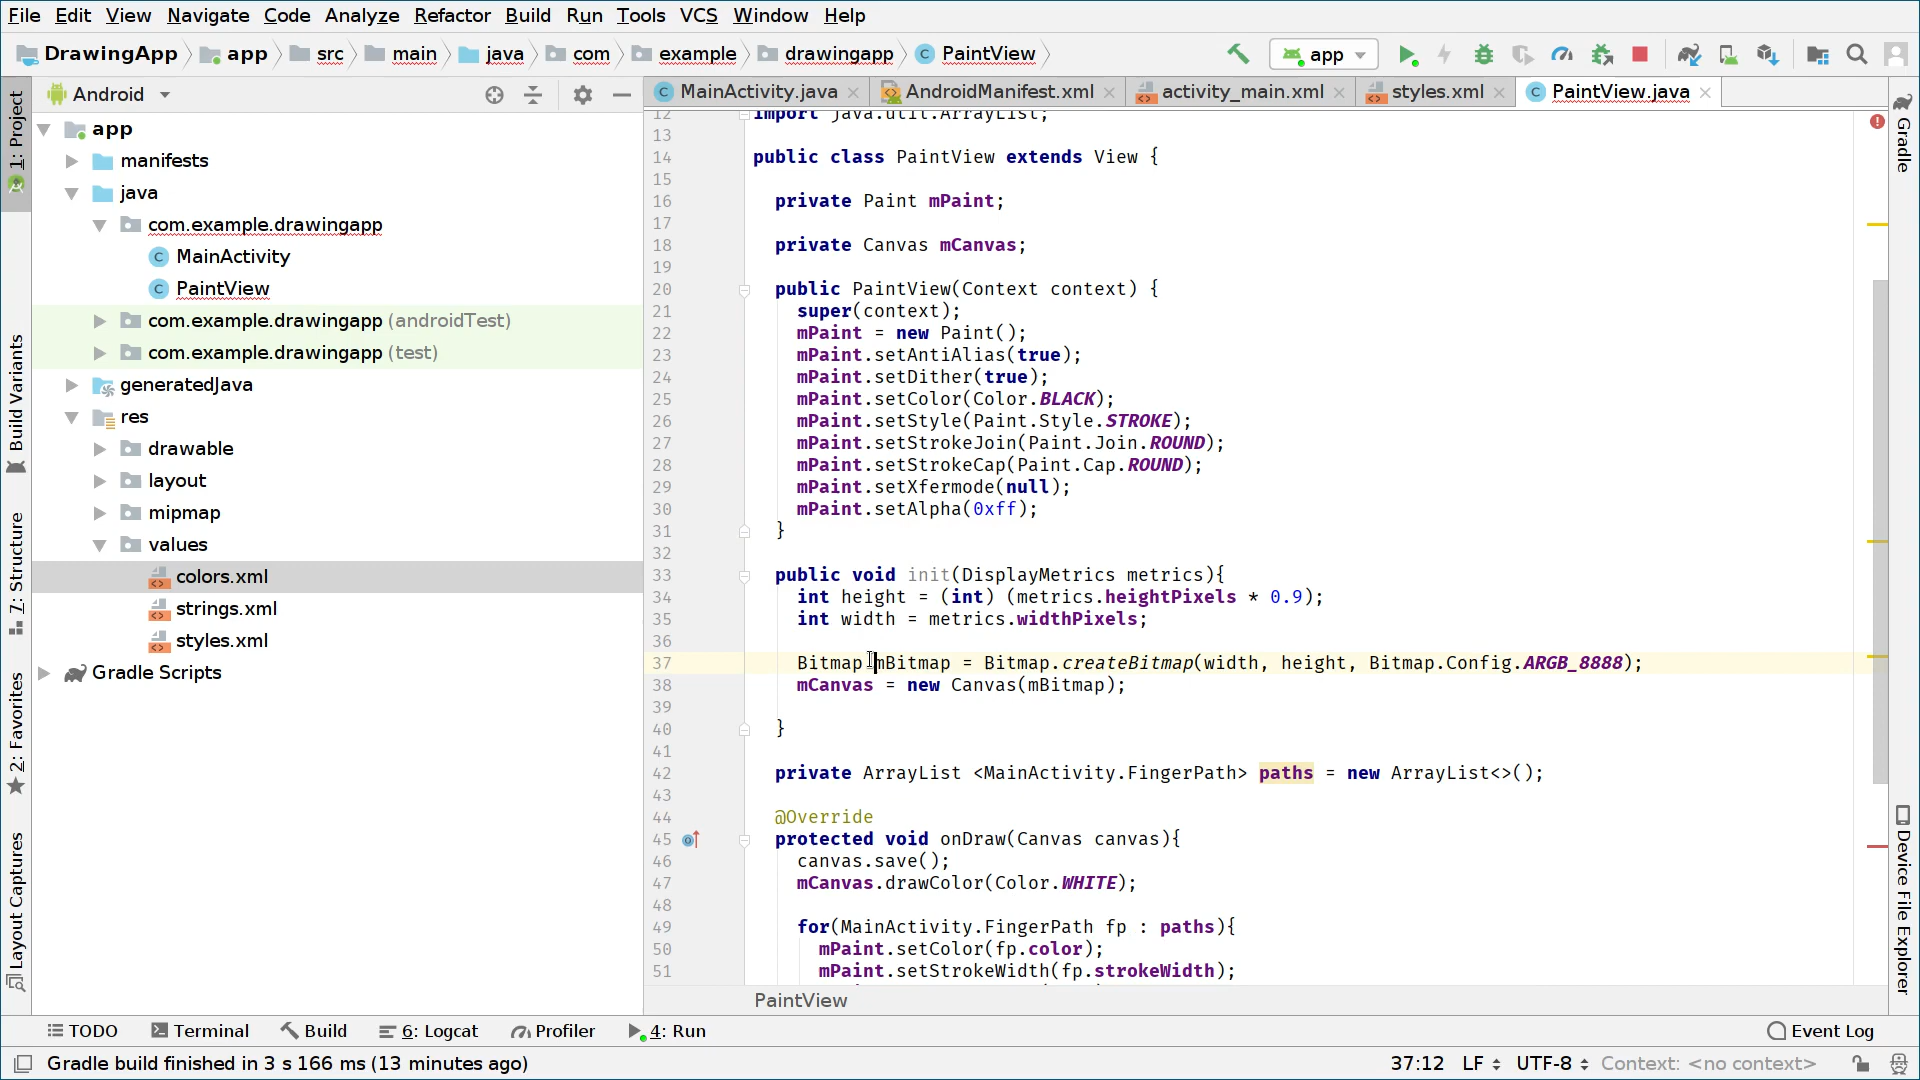 File Edit View Navigate Code Analyze Refactor Build Run Tools VCS Window Help
DrawingApp app src main java com example drawingapp PaintView app
Android
MainActivity.java AndroidManifest.xml activity_main.xml styles.xml PaintView.java
1: Project
Build Variants
7: Structure
2: Favorites
Layout Captures
app
manifests
java
com.example.drawingapp
MainActivity
PaintView
com.example.drawingapp (androidTest)
com.example.drawingapp (test)
generatedJava
res
drawable
layout
mipmap
values
colors.xml
strings.xml
styles.xml
Gradle Scripts
12 import java.util.ArrayList;
13
14 public class PaintView extends View {
15
16 private Paint mPaint;
17
18 private Canvas mCanvas;
19
20 public PaintView(Context context) {
21 super(context);
22 mPaint = new Paint();
23 mPaint.setAntiAlias(true);
24 mPaint.setDither(true);
25 mPaint.setColor(Color.BLACK);
26 mPaint.setStyle(Paint.Style.STROKE);
27 mPaint.setStrokeJoin(Paint.Join.ROUND);
28 mPaint.setStrokeCap(Paint.Cap.ROUND);
29 mPaint.setXfermode(null);
30 mPaint.setAlpha(0xff);
31 }
32
33 public void init(DisplayMetrics metrics){
34 int height = (int) (metrics.heightPixels * 0.9);
35 int width = metrics.widthPixels;
36
37 Bitmap mBitmap = Bitmap.createBitmap(width, height, Bitmap.Config.ARGB_8888);
38 mCanvas = new Canvas(mBitmap);
39
40 }
41
42 private ArrayList <MainActivity.FingerPath> paths = new ArrayList<>();
43
44 @Override
45 protected void onDraw(Canvas canvas){
46 canvas.save();
47 mCanvas.drawColor(Color.WHITE);
48
49 for(MainActivity.FingerPath fp : paths){
50 mPaint.setColor(fp.color);
51 mPaint.setStrokeWidth(fp.strokeWidth);
PaintView
Gradle
Device File Explorer
TODO Terminal Build 6: Logcat Profiler 4: Run Event Log
Gradle build finished in 3 s 166 ms (13 minutes ago) 37:12 LF UTF-8 Context: <no context>